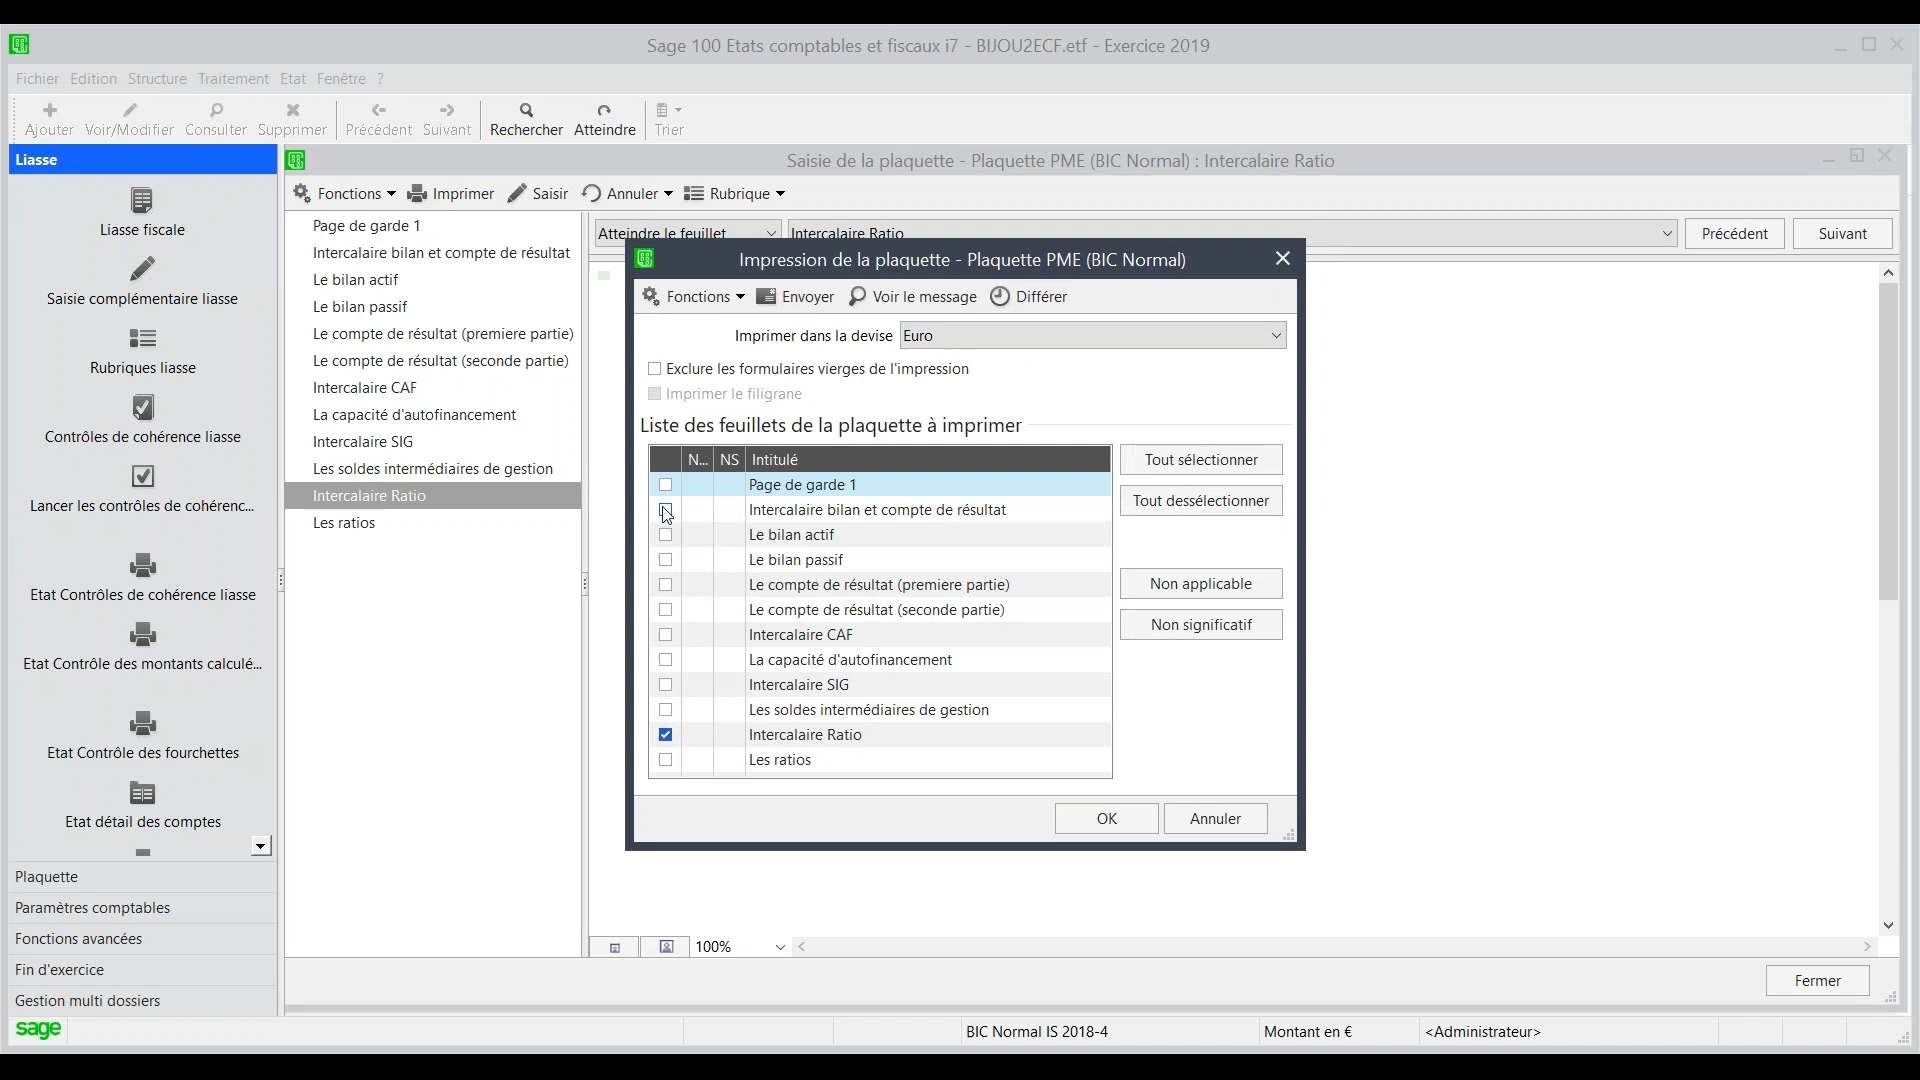 Sage 100 Etats comptables et fiscaux i7 - BIJOU2ECF.etf - Exercice 2019
Fichier Edition Structure Traitement Etat Fenêtre ?
Ajouter Voir/Modifier Consulter Supprimer Précédent Suivant Rechercher Atteindre Trier
Liasse
Saisie de la plaquette - Plaquette PME (BIC Normal) : Intercalaire Ratio
Fonctions Imprimer Saisir Annuler Rubrique
Liasse fiscale
Saisie complémentaire liasse
Rubriques liasse
Contrôles de cohérence liasse
Lancer les contrôles de cohérenc...
Etat Contrôles de cohérence liasse
Etat Contrôle des montants calculé...
Etat Contrôle des fourchettes
Etat détail des comptes
Plaquette
Paramètres comptables
Fonctions avancées
Fin d'exercice
Gestion multi dossiers
Page de garde 1
Intercalaire bilan et compte de résultat
Le bilan actif
Le bilan passif
Le compte de résultat (premiere partie)
Le compte de résultat (seconde partie)
Intercalaire CAF
La capacité d'autofinancement
Intercalaire SIG
Les soldes intermédiaires de gestion
Intercalaire Ratio
Les ratios
Atteindre le feuillet Intercalaire Ratio Précédent Suivant
Impression de la plaquette - Plaquette PME (BIC Normal)
Fonctions Envoyer Voir le message Différer
Imprimer dans la devise Euro
Exclure les formulaires vierges de l'impression
Imprimer le filigrane
Liste des feuillets de la plaquette à imprimer
N... NS Intitulé
Page de garde 1
Intercalaire bilan et compte de résultat
Le bilan actif
Le bilan passif
Le compte de résultat (premiere partie)
Le compte de résultat (seconde partie)
Intercalaire CAF
La capacité d'autofinancement
Intercalaire SIG
Les soldes intermédiaires de gestion
Intercalaire Ratio
Les ratios
Tout sélectionner
Tout dessélectionner
Non applicable
Non significatif
OK Annuler
100%
Fermer
sage BIC Normal IS 2018-4 Montant en € <Administrateur>